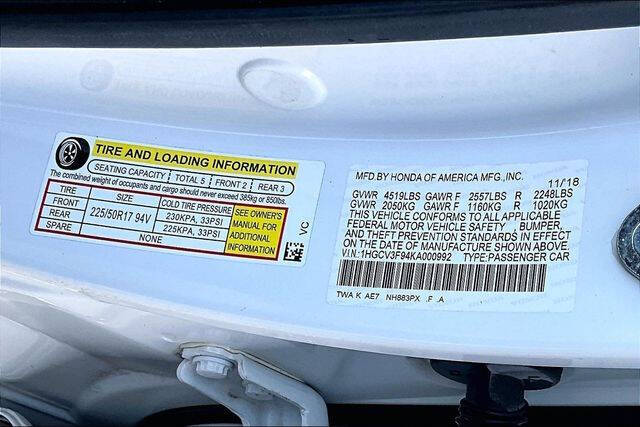 TIRE AND LOADING INFORMATION
SEATING CAPACITY TOTAL 5 FRONT 2 REAR 3
The combined weight of occupants and cargo should never exceed 385kg or 850lbs.
TIRE SIZE COLD TIRE PRESSURE
FRONT 225/50R17 94V 230KPA, 33PSI
REAR 225KPA, 33PSI
SPARE NONE
SEE OWNER'S
MANUAL FOR
ADDITIONAL
INFORMATION
VC
MFD. BY HONDA OF AMERICA MFG., INC. 11/18
GVWR 4519LBS GAWR F 2557LBS R 2248LBS
GVWR 2050KG GAWR F 1160KG R 1020KG
THIS VEHICLE CONFORMS TO ALL APPLICABLE
FEDERAL MOTOR VEHICLE SAFETY, BUMPER,
AND THEFT PREVENTION STANDARDS IN EFFECT
ON THE DATE OF MANUFACTURE SHOWN ABOVE.
V.I.N: 1HGCV3F94KA000992 TYPE: PASSENGER CAR
TWA K AE7 NH883PX .F .A